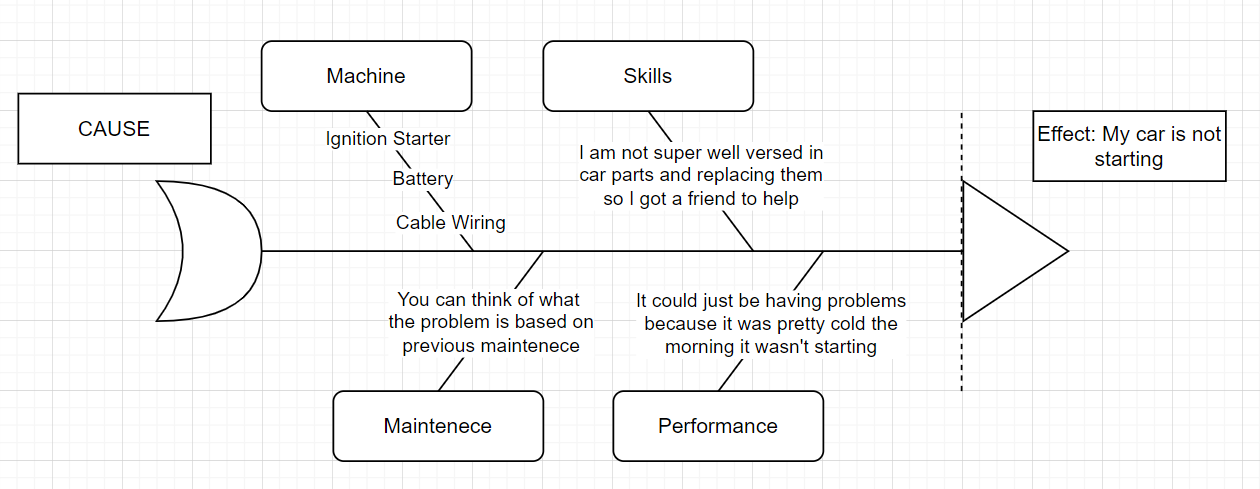 Machine
Skills
CAUSE
Effect: My car is not
starting
Ignition Starter
Battery
Cable Wiring
I am not super well versed in
car parts and replacing them
so I got a friend to help
You can think of what
the problem is based on
previous maintenece
It could just be having problems
because it was pretty cold the
morning it wasn't starting
Maintenece
Performance